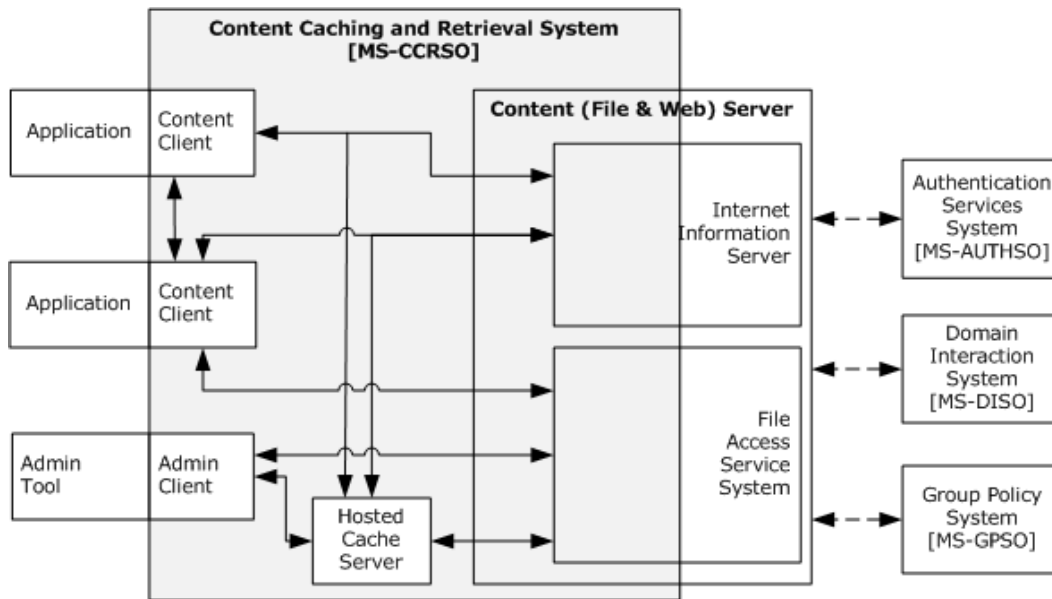 Content Caching and Retrieval System
[MS-CCRSO]
Content (File & Web) Server
Application
Content
Client
Internet
Information
Server
Authentication
Services
System
[MS-AUTHSO]
Application
Content
Client
Domain
Interaction
System
[MS-DISO]
File
Access
Service
System
Admin
Tool
Admin
Client
Hosted
Cache
Server
Group Policy
System
[MS-GPSO]